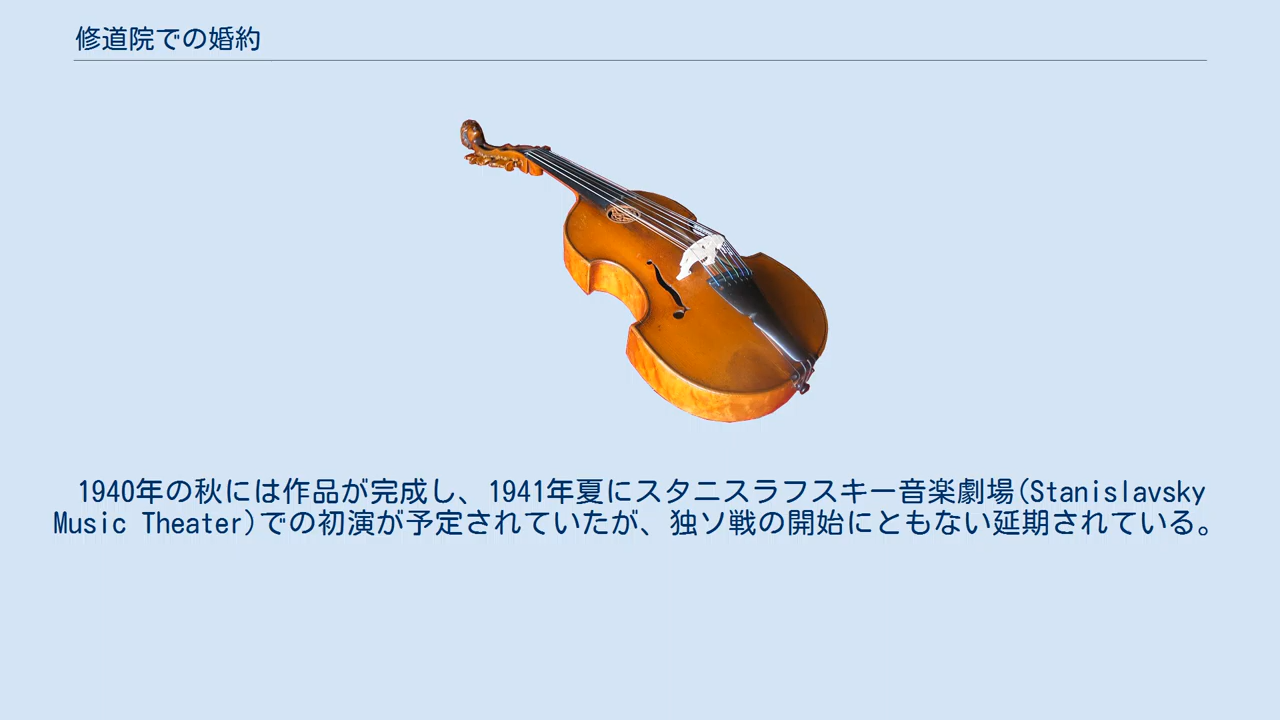 修道院での婚約
1940年の秋には作品が完成し、1941年夏にスタニスラフスキー音楽劇場(Stanislavsky
Music Theater)での初演が予定されていたが、独ソ戦の開始にともない延期されている。